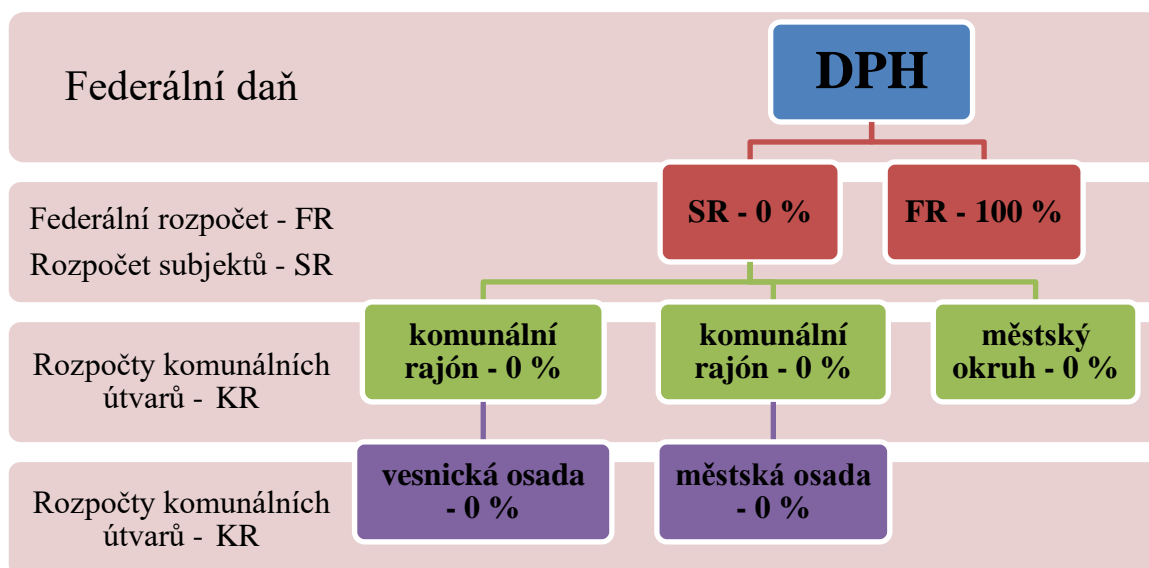 Federální daň
DPH
Federální rozpočet - FR
Rozpočet subjektů - SR
SR - 0 %
FR - 100 %
Rozpočty komunálních
útvarů - KR
komunální
rajón - 0 %
komunální
rajón - 0 %
městský
okruh - 0 %
Rozpočty komunálních
útvarů - KR
vesnická osada
- 0 %
městská osada
- 0 %